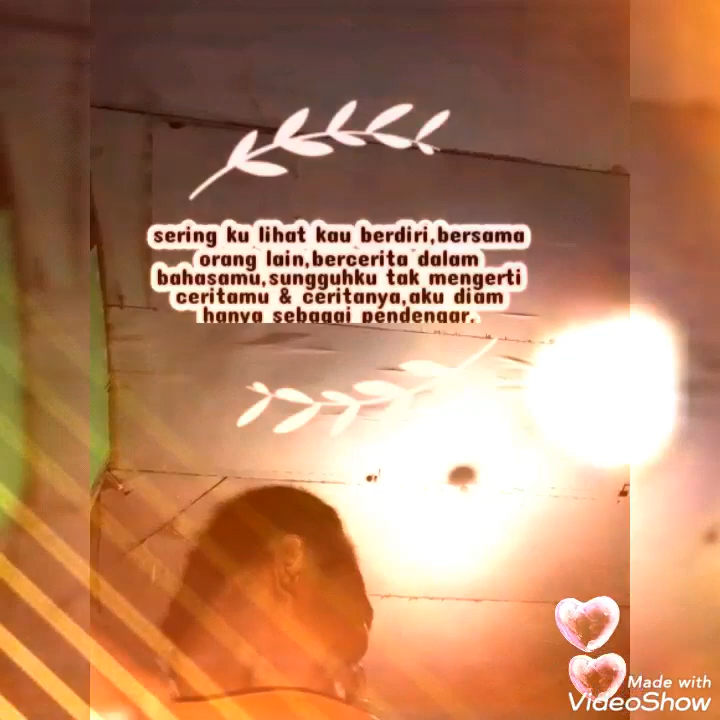 sering ku lihat kau berdiri,bersama
orang lain,bercerita dalam
bahasamu,sungguhku tak mengerti
ceritamu & ceritanya,aku diam
hanya sebagai pendengar.
Made with
VideoShow